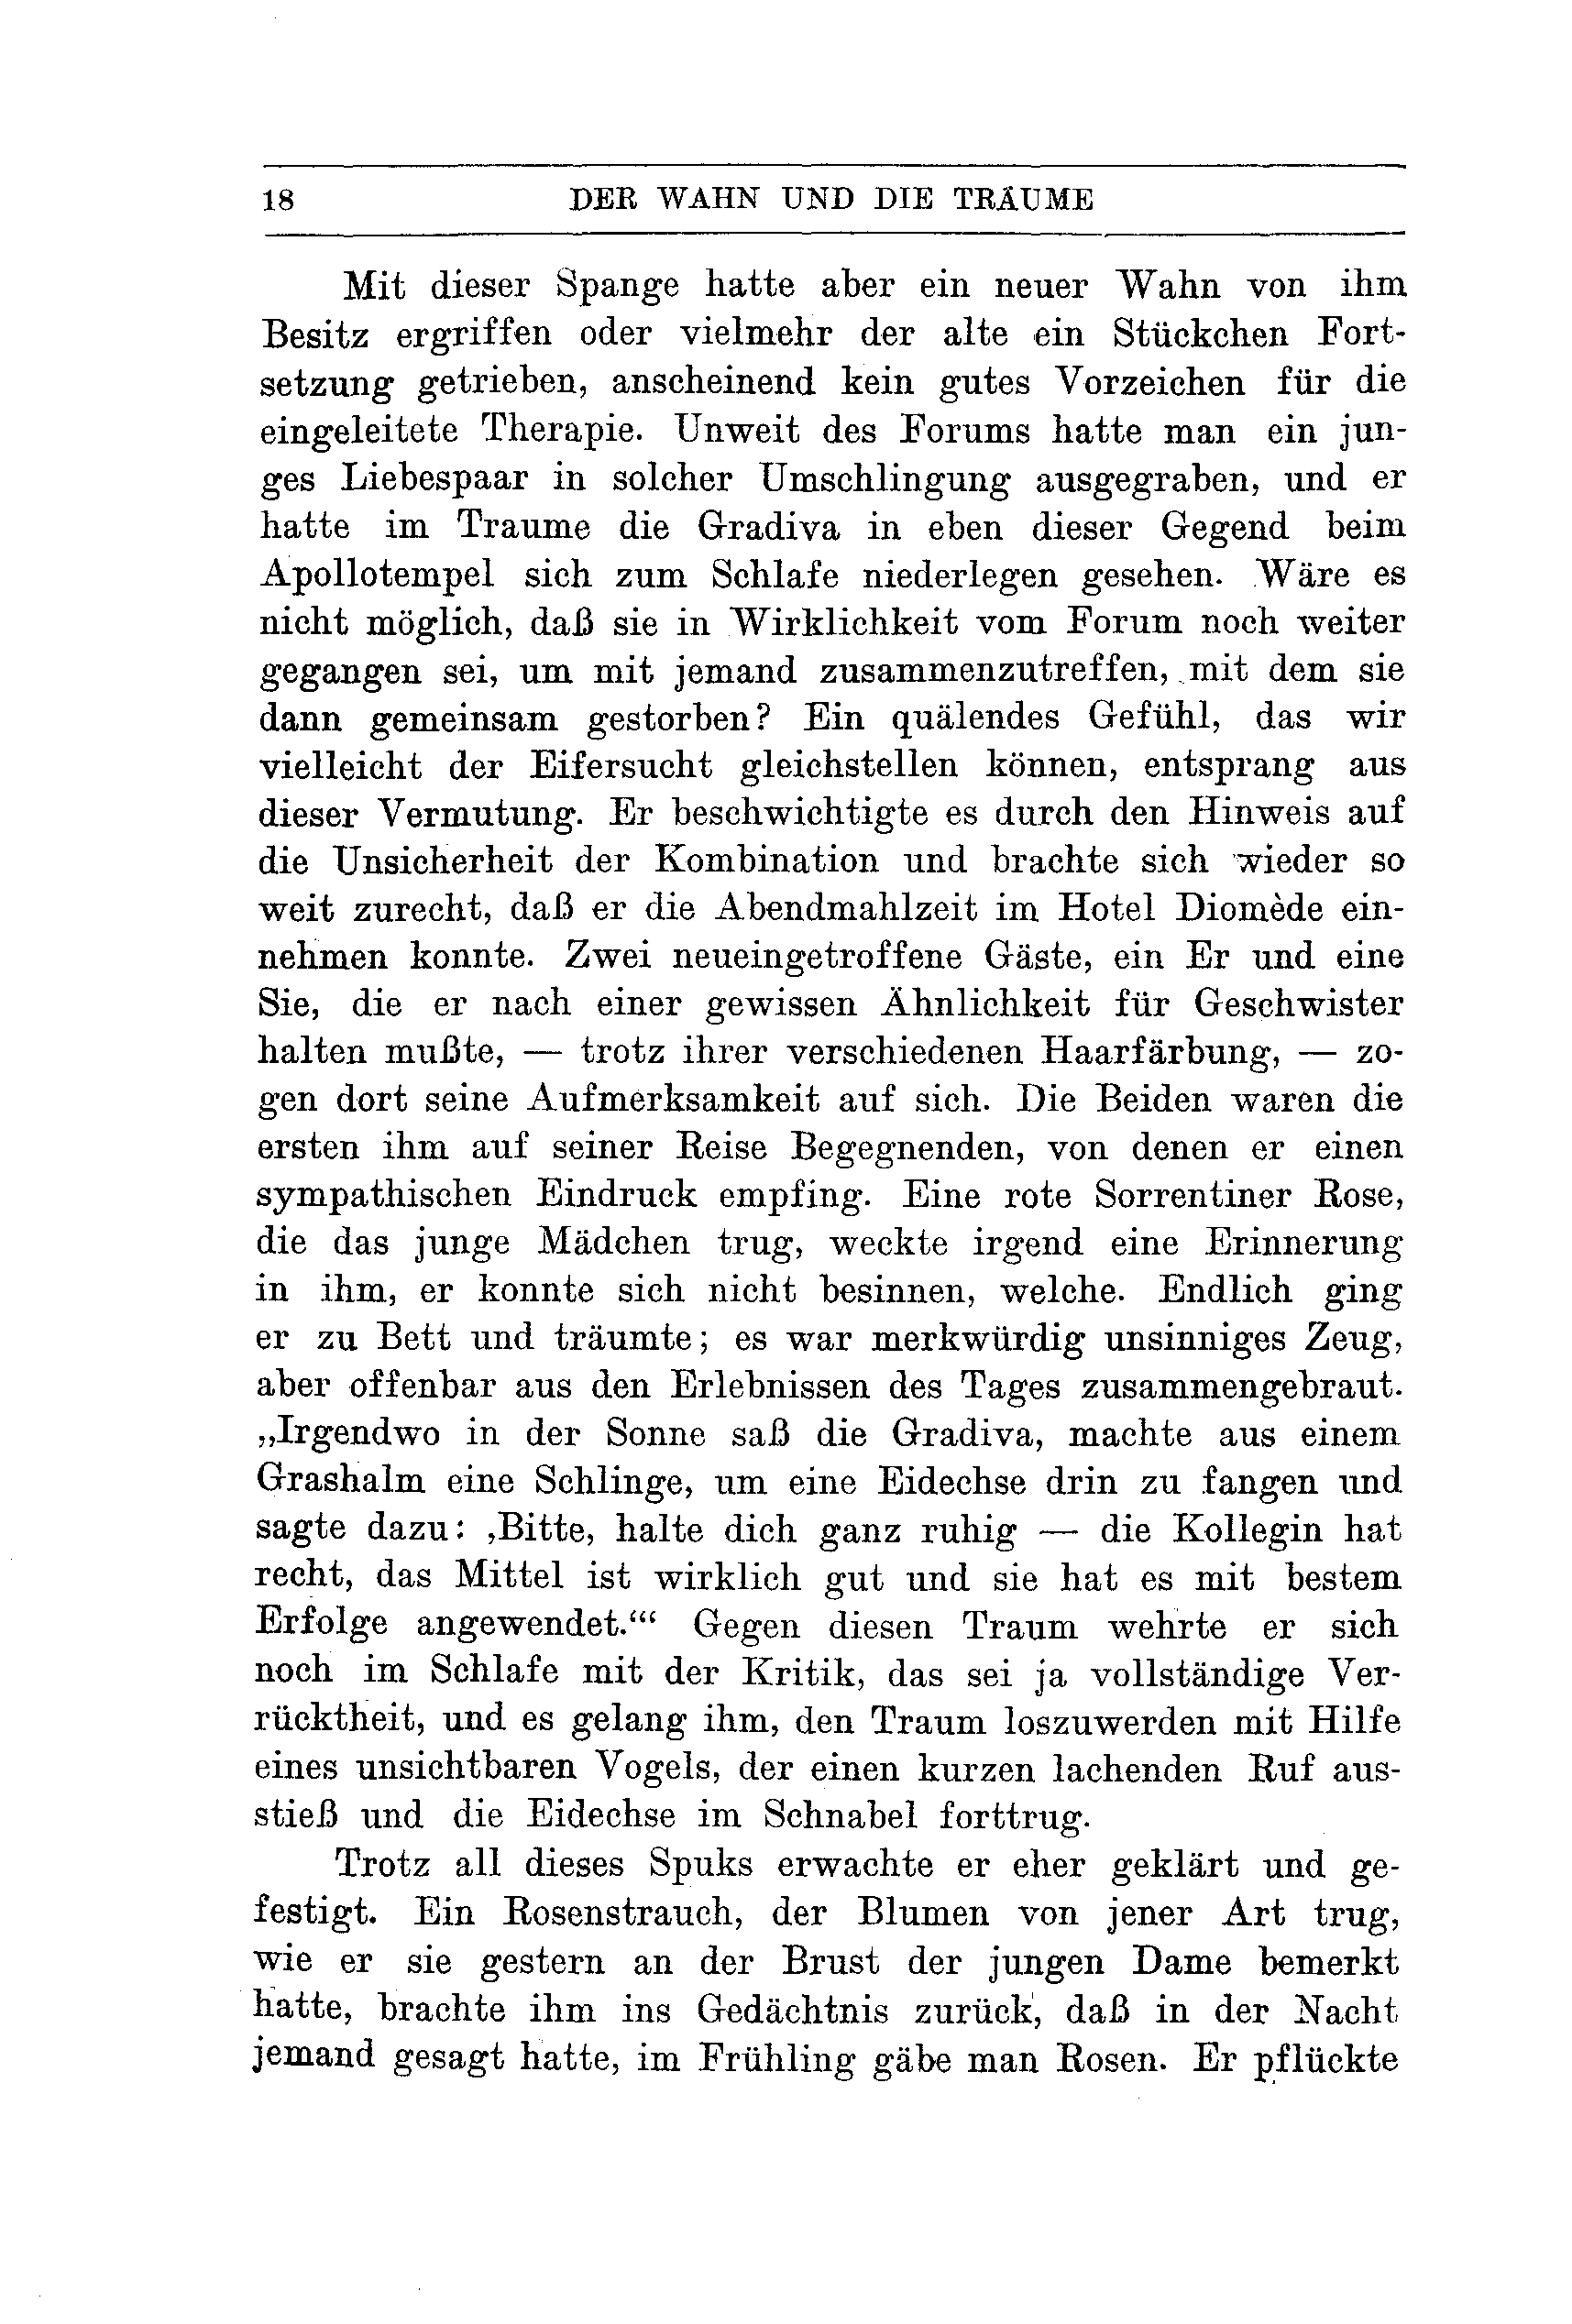 18 DER WAHN UND DIE TRÄUME
Mit dieser Spange hatte aber ein neuer Wahn von ihm
Besitz ergriffen oder vielmehr der alte ein Stückchen Fort-
setzung getrieben, anscheinend kein gutes Vorzeichen für die
eingeleitete Therapie. Unweit des Forums hatte man ein jun-
ges Liebespaar in solcher Umschlingung ausgegraben, und er
hatte im Traume die Gradiva in eben dieser Gegend beim
Apollotempel sich zum Schlafe niederlegen gesehen. Wäre es
nicht möglich, daß sie in Wirklichkeit vom Forum noch weiter
gegangen sei, um mit jemand zusammenzutreffen, mit dem sie
dann gemeinsam gestorben? Ein quälendes Gefühl, das wir
vielleicht der Eifersucht gleichstellen können, entsprang aus
dieser Vermutung. Er beschwichtigte es durch den Hinweis auf
die Unsicherheit der Kombination und brachte sich wieder so
weit zurecht, daß er die Abendmahlzeit im Hotel Diomède ein-
nehmen konnte. Zwei neueingetroffene Gäste, ein Er und eine
Sie, die er nach einer gewissen Ähnlichkeit für Geschwister
halten mußte, — trotz ihrer verschiedenen Haarfärbung, — zo-
gen dort seine Aufmerksamkeit auf sich. Die Beiden waren die
ersten ihm auf seiner Reise Begegnenden, von denen er einen
sympathischen Eindruck empfing. Eine rote Sorrentiner Rose,
die das junge Mädchen trug, weckte irgend eine Erinnerung
in ihm, er konnte sich nicht besinnen, welche. Endlich ging
er zu Bett und träumte; es war merkwürdig unsinniges Zeug,
aber offenbar aus den Erlebnissen des Tages zusammengebraut.
„Irgendwo in der Sonne saß die Gradiva, machte aus einem
Grashalm eine Schlinge, um eine Eidechse drin zu fangen und
sagte dazu: ‚Bitte, halte dich ganz ruhig — die Kollegin hat
recht, das Mittel ist wirklich gut und sie hat es mit bestem
Erfolge angewendet.“‘ Gegen diesen Traum wehrte er sich
noch im Schlafe mit der Kritik, das sei ja vollständige Ver-
rücktheit, und es gelang ihm, den Traum loszuwerden mit Hilfe
eines unsichtbaren Vogels, der einen kurzen lachenden Ruf aus-
stieß und die Eidechse im Schnabel forttrug.
Trotz all dieses Spuks erwachte er eher geklärt und ge-
festigt. Ein Rosenstrauch, der Blumen von jener Art trug,
wie er sie gestern an der Brust der jungen Dame bemerkt
hatte, brachte ihm ins Gedächtnis zurück, daß in der Nacht
jemand gesagt hatte, im Frühling gäbe man Rosen. Er pflückte